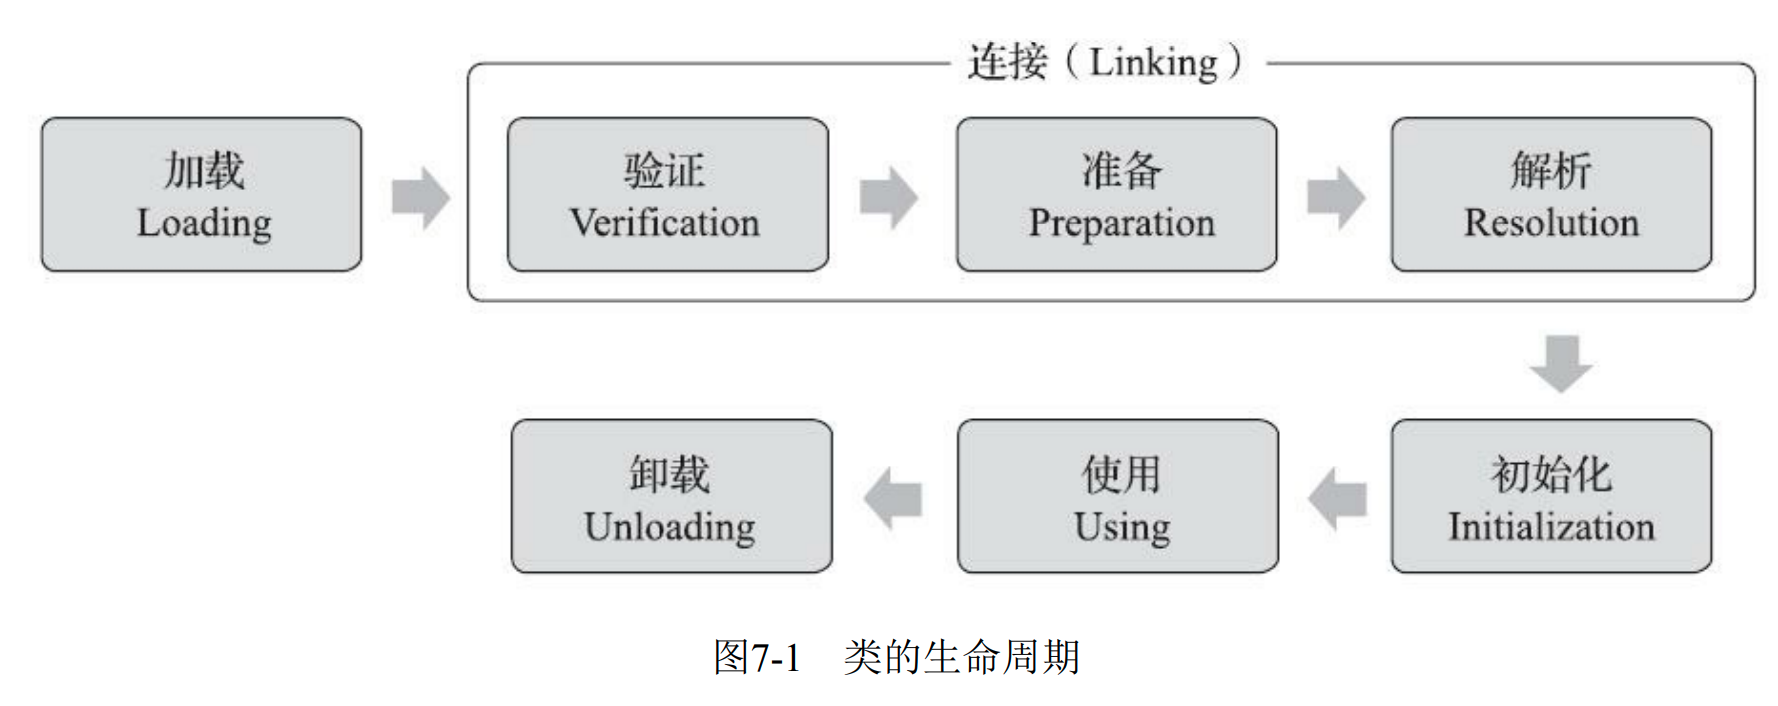 连接（Linking）
加载
Loading
验证
Verification
准备
Preparation
解析
Resolution
初始化
Initialization
使用
Using
卸载
Unloading
图7-1 类的生命周期